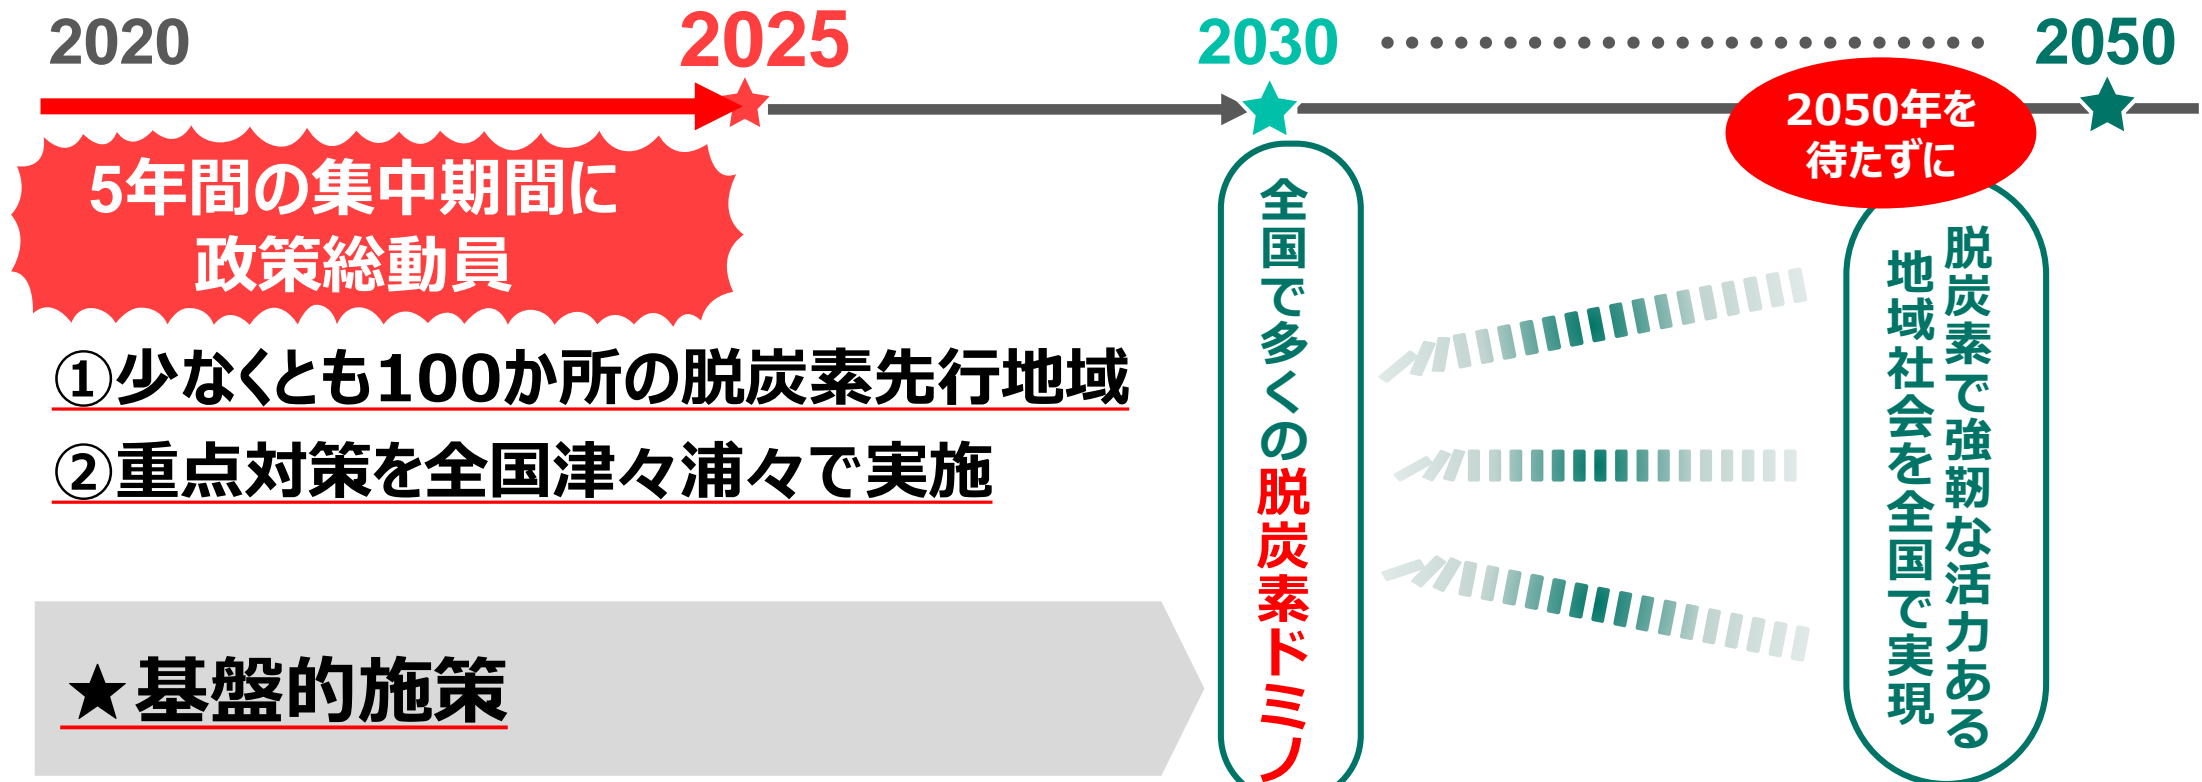 2020
2025
2030
2050
5年間の集中期間に
政策総動員
2050年を
待たずに
①少なくとも100か所の脱炭素先行地域
②重点対策を全国津々浦々で実施
★基盤的施策
全国で多くの脱炭素ドミノ
脱炭素で強靭な活力ある
地域社会を全国で実現